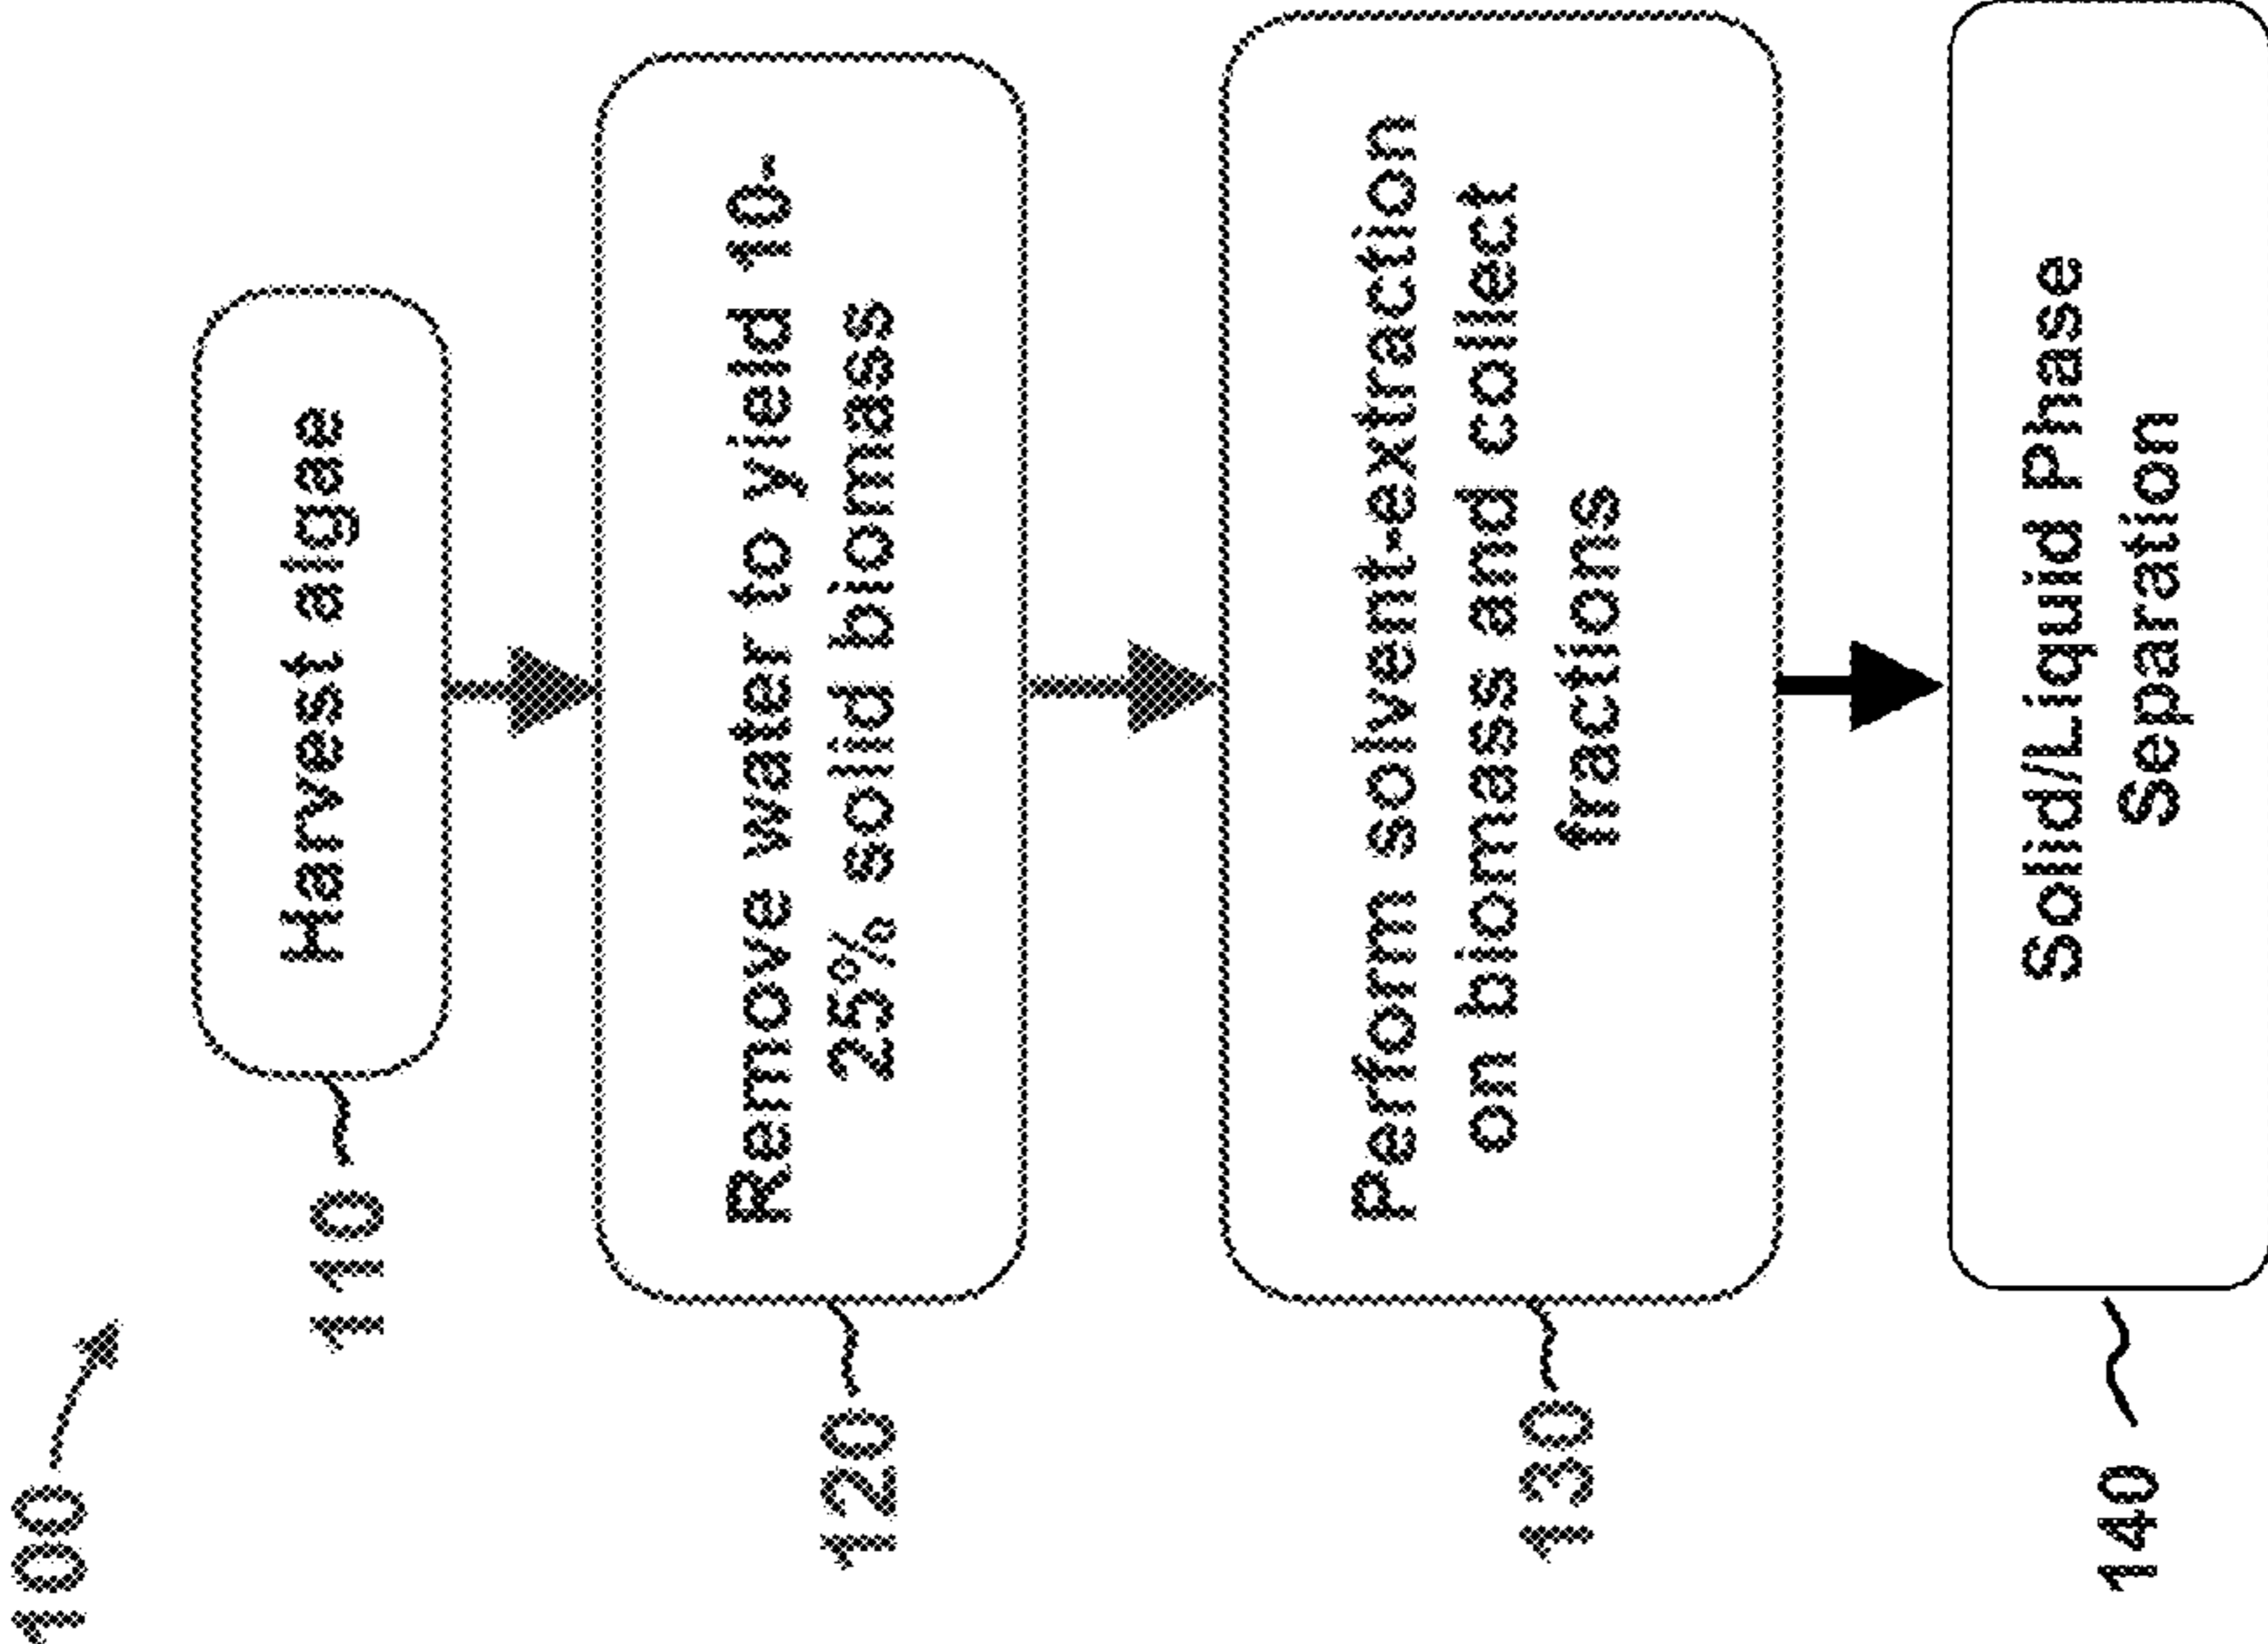 100
110
Harvest algae
120
Remove water to yield 10-
25% solid biomass
130
Perform solvent-extraction
on biomass and collect
fractions
140
Solid/Liquid Phase
Separation